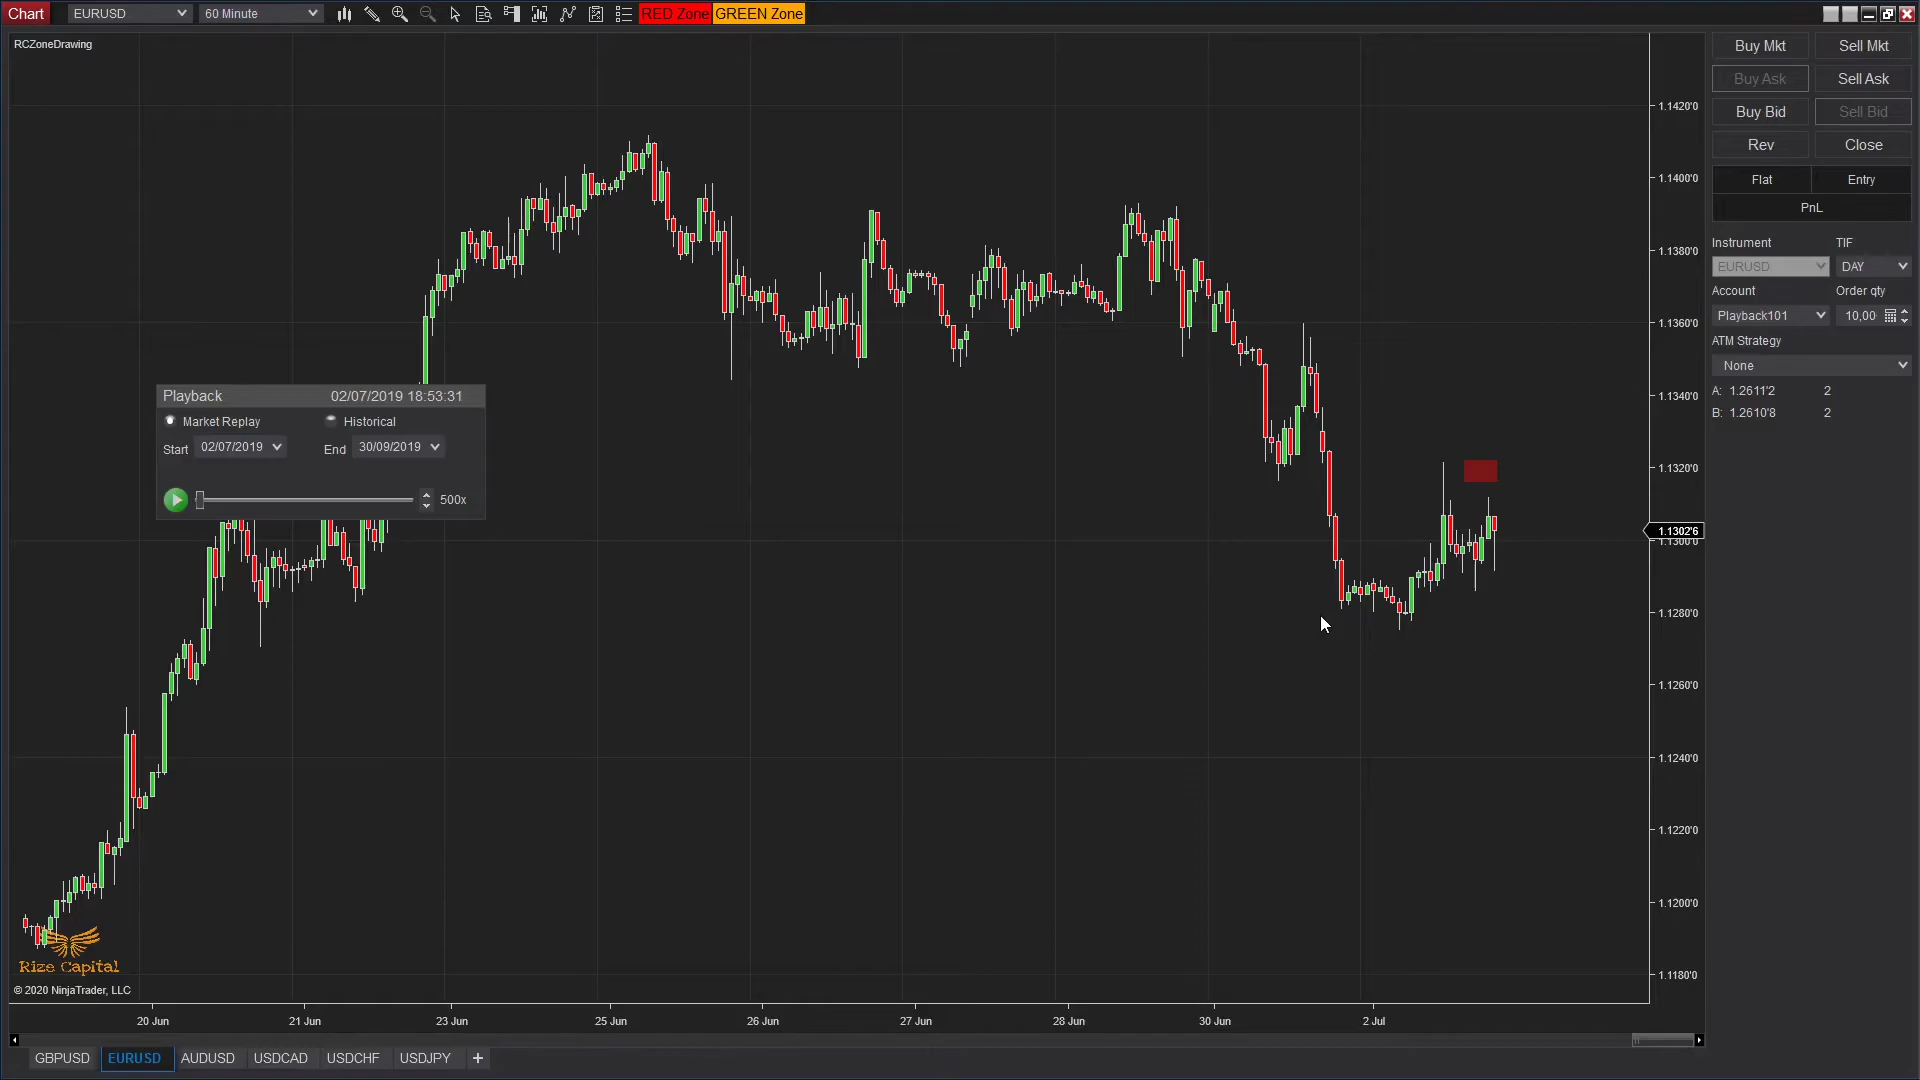 Chart EURUSD 60 Minute RED Zone GREEN Zone
RCZoneDrawing
Buy Mkt Sell Mkt
Buy Ask Sell Ask
Buy Bid Sell Bid
Rev Close
Flat Entry
PnL
Instrument TIF
EURUSD DAY
Account Order qty
Playback101 10,00
ATM Strategy
None
A: 1.2611'2 2
B: 1.2610'8 2
1.1420'0
1.1400'0
1.1380'0
1.1360'0
1.1340'0
1.1320'0
1.1302'6
1.1300'0
1.1280'0
1.1260'0
1.1240'0
1.1220'0
1.1200'0
1.1180'0
Playback 02/07/2019 18:53:31
Market Replay Historical
Start 02/07/2019 End 30/09/2019
500x
Rize Capital
© 2020 NinjaTrader, LLC
20 Jun 21 Jun 23 Jun 25 Jun 26 Jun 27 Jun 28 Jun 30 Jun 2 Jul
GBPUSD EURUSD AUDUSD USDCAD USDCHF USDJPY +